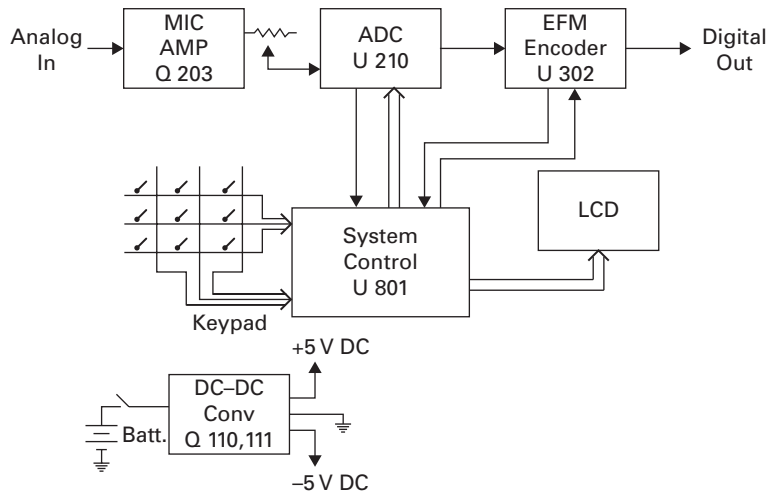 Analog
In
MIC
AMP
Q 203
ADC
U 210
EFM
Encoder
U 302
Digital
Out
LCD
System
Control
U 801
Keypad
+5 V DC
DC–DC
Conv
Q 110,111
Batt.
–5 V DC